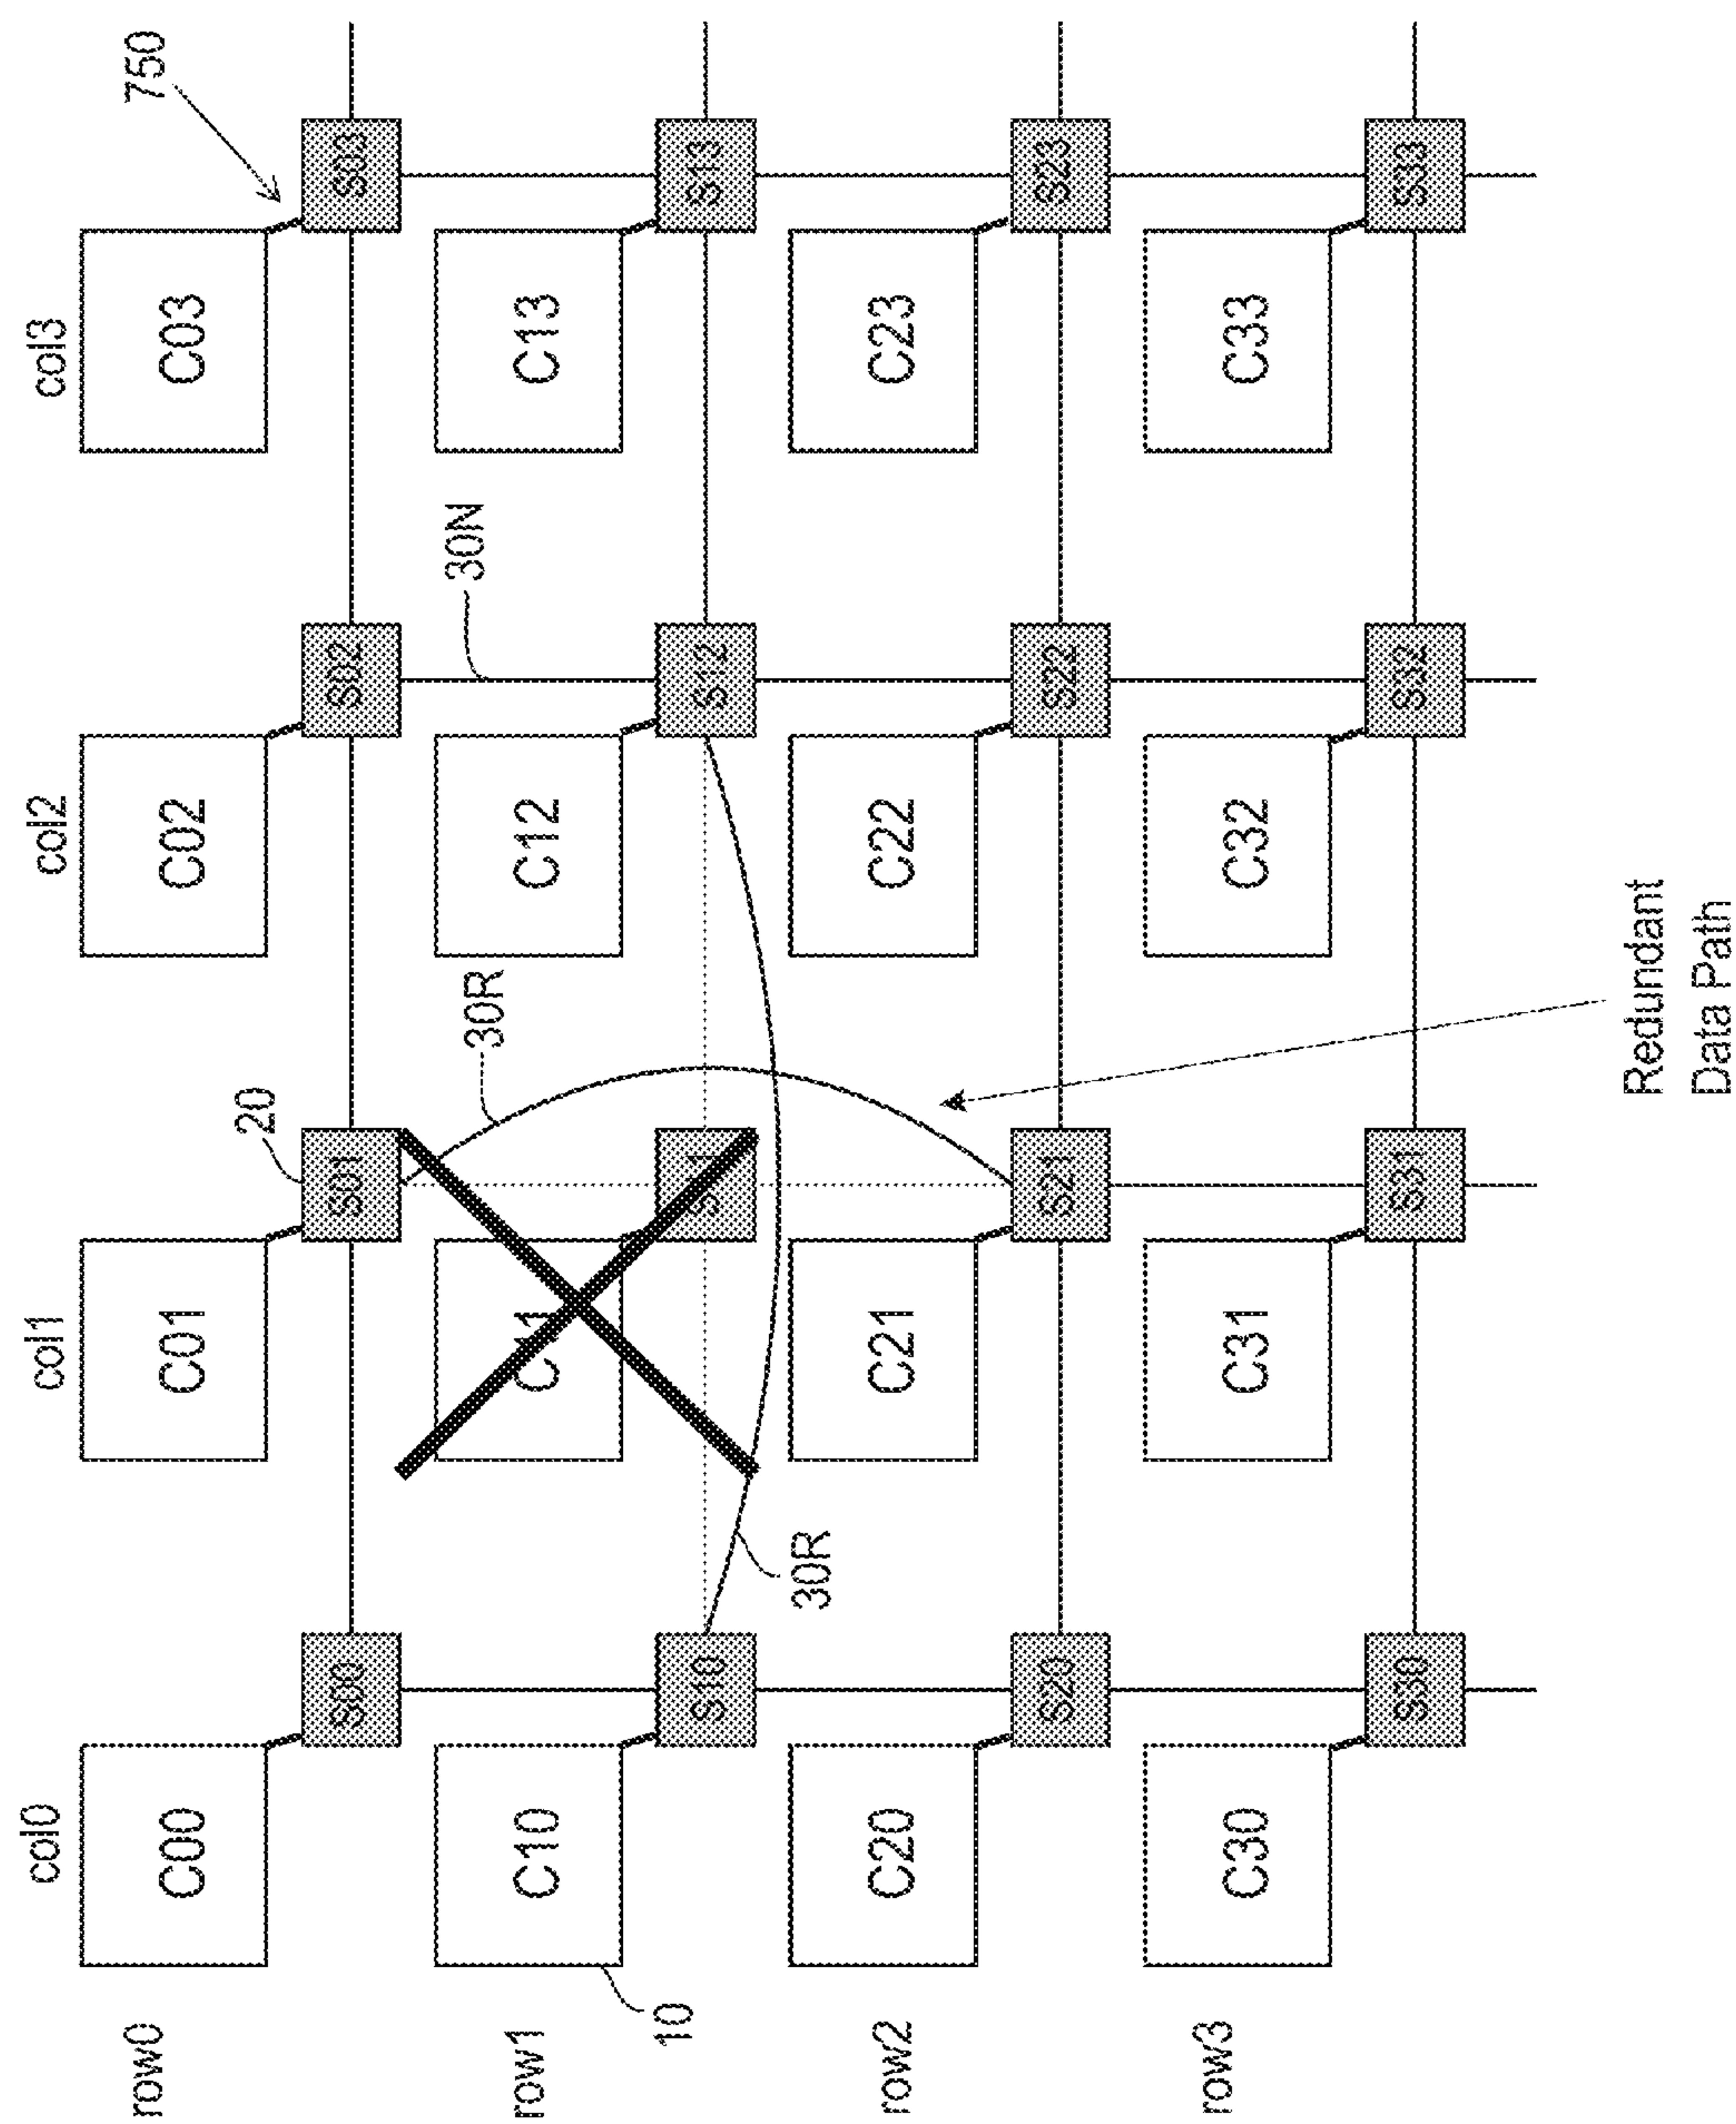 col0 col1 col2 col3
750
row0 C00 C01 C02 C03
20
S00 S01 S02 S03
30R 30N
row1 C10 C12 C13
10
S10 S12 S13
30R
row2 C20 C21 C22 C23
S20 S21 S22 S23
row3 C30 C31 C32 C33
S30 S31 S32 S33
Redundant
Data Path